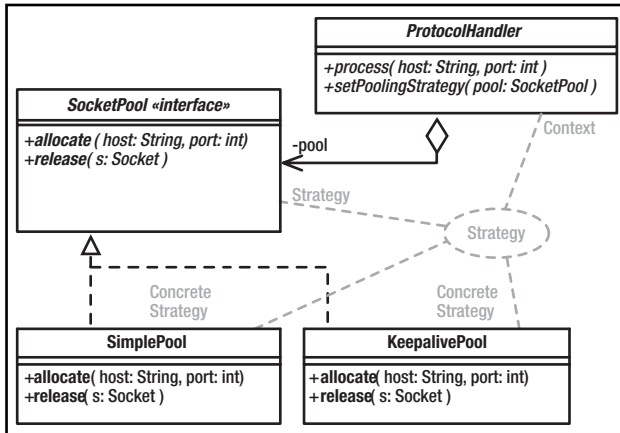 ProtocolHandler
+process( host: String, port: int )
+setPoolingStrategy( pool: SocketPool )
SocketPool «interface»
+allocate ( host: String, port: int)
+release( s: Socket )
-pool
Context
Strategy
Strategy
Concrete
Strategy
Concrete
Strategy
SimplePool
+allocate( host: String, port: int)
+release( s: Socket )
KeepalivePool
+allocate( host: String, port: int)
+release( s: Socket )